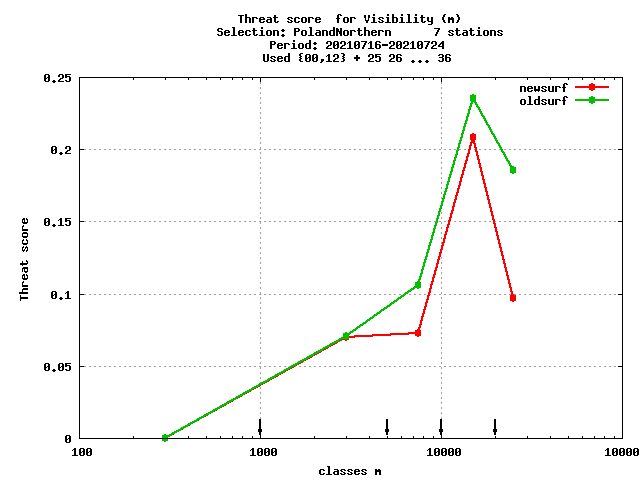 Threat score  for Visibility (m)
Selection: PolandNorthern      7 stations
Period: 20210716-20210724
Used {00,12} + 25 26 ... 36
newsurf
oldsurf
0.25
0.2
0.15
0.1
0.05
0
Threat score
100 1000 10000 10000
classes m